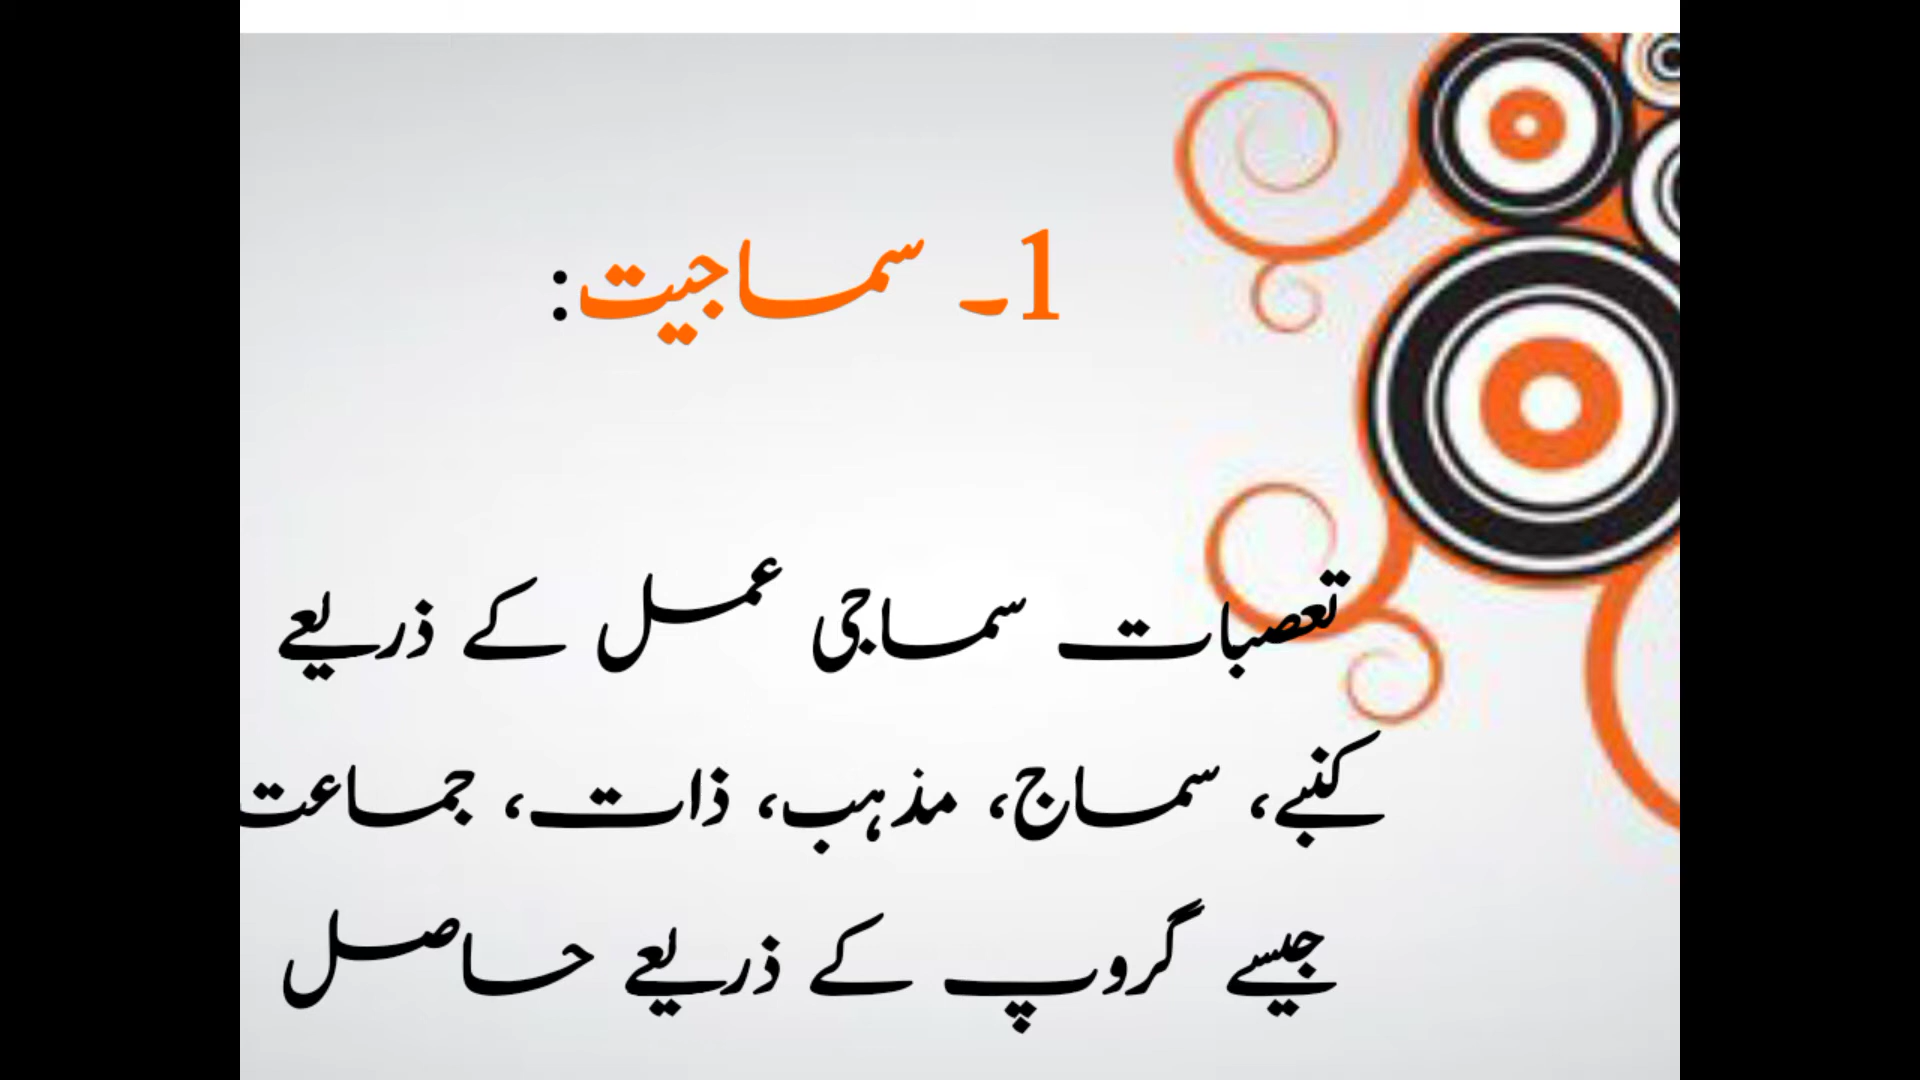 1۔ سماجیت:
تعصبات سماجی عمل کے ذریعے
کنبے، سماج، مذہب، ذات، جماعت
جیسے گروپ کے ذریعے حاصل